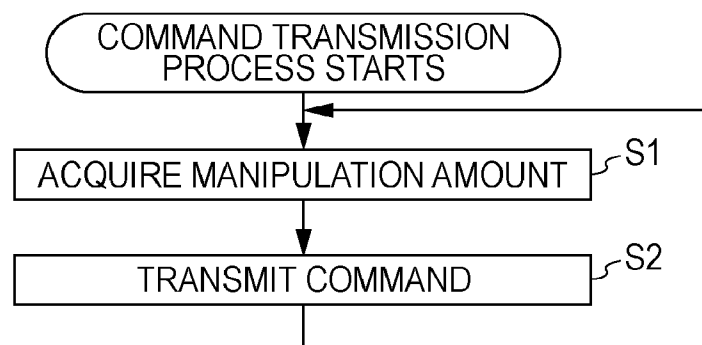 COMMAND TRANSMISSION
PROCESS STARTS
ACQUIRE MANIPULATION AMOUNT
S1
TRANSMIT COMMAND
S2